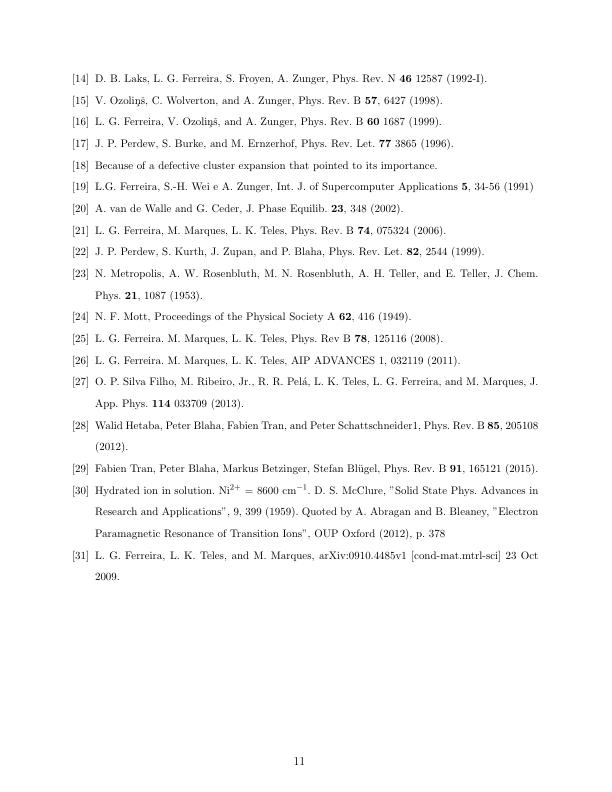 [14] D. B. Laks, L. G. Ferreira, S. Froyen, A. Zunger, Phys. Rev. N 46 12587 (1992-I).
[15] V. Ozoliņš, C. Wolverton, and A. Zunger, Phys. Rev. B 57, 6427 (1998).
[16] L. G. Ferreira, V. Ozoliņš, and A. Zunger, Phys. Rev. B 60 1687 (1999).
[17] J. P. Perdew, S. Burke, and M. Ernzerhof, Phys. Rev. Let. 77 3865 (1996).
[18] Because of a defective cluster expansion that pointed to its importance.
[19] L.G. Ferreira, S.-H. Wei e A. Zunger, Int. J. of Supercomputer Applications 5, 34-56 (1991)
[20] A. van de Walle and G. Ceder, J. Phase Equilib. 23, 348 (2002).
[21] L. G. Ferreira, M. Marques, L. K. Teles, Phys. Rev. B 74, 075324 (2006).
[22] J. P. Perdew, S. Kurth, J. Zupan, and P. Blaha, Phys. Rev. Let. 82, 2544 (1999).
[23] N. Metropolis, A. W. Rosenbluth, M. N. Rosenbluth, A. H. Teller, and E. Teller, J. Chem.
Phys. 21, 1087 (1953).
[24] N. F. Mott, Proceedings of the Physical Society A 62, 416 (1949).
[25] L. G. Ferreira. M. Marques, L. K. Teles, Phys. Rev B 78, 125116 (2008).
[26] L. G. Ferreira. M. Marques, L. K. Teles, AIP ADVANCES 1, 032119 (2011).
[27] O. P. Silva Filho, M. Ribeiro, Jr., R. R. Pelá, L. K. Teles, L. G. Ferreira, and M. Marques, J.
App. Phys. 114 033709 (2013).
[28] Walid Hetaba, Peter Blaha, Fabien Tran, and Peter Schattschneider1, Phys. Rev. B 85, 205108
(2012).
[29] Fabien Tran, Peter Blaha, Markus Betzinger, Stefan Blügel, Phys. Rev. B 91, 165121 (2015).
[30] Hydrated ion in solution. Ni²⁺ = 8600 cm⁻¹. D. S. McClure, ”Solid State Phys. Advances in
Research and Applications”, 9, 399 (1959). Quoted by A. Abragan and B. Bleaney, ”Electron
Paramagnetic Resonance of Transition Ions”, OUP Oxford (2012), p. 378
[31] L. G. Ferreira, L. K. Teles, and M. Marques, arXiv:0910.4485v1 [cond-mat.mtrl-sci] 23 Oct
2009.
11